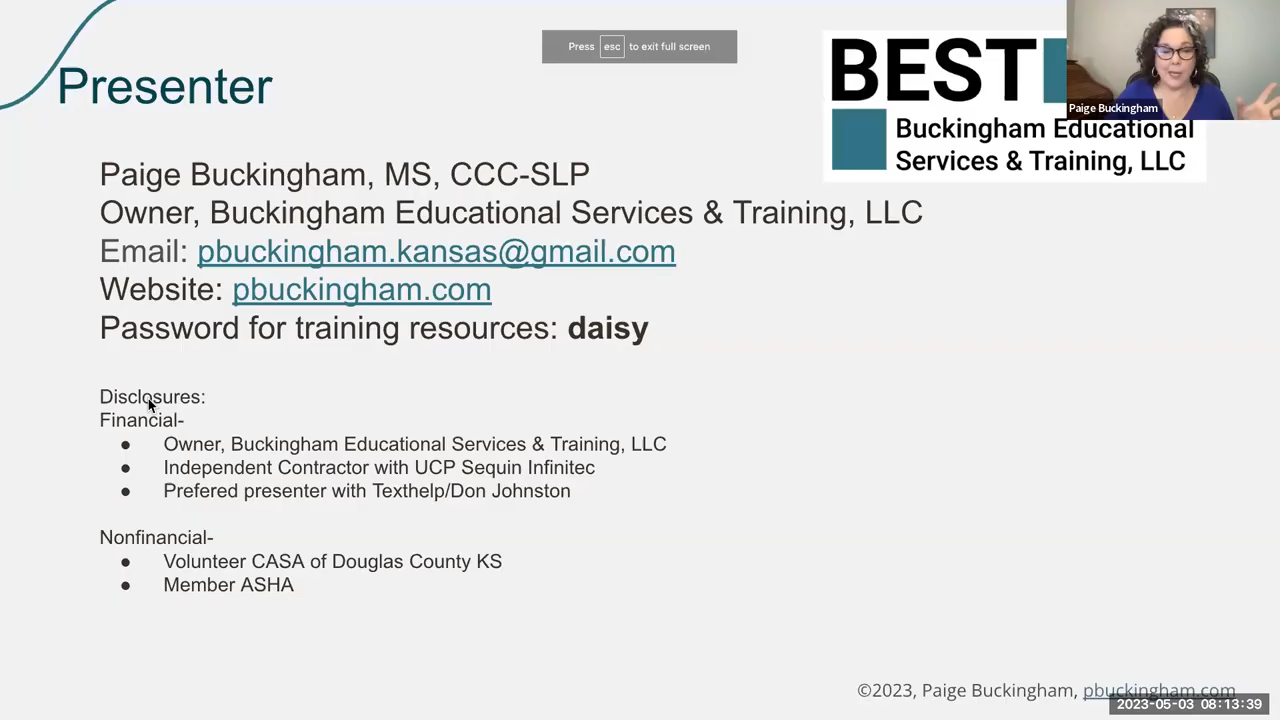 Presenter
Press esc to exit full screen
BEST
Buckingham Educational
Services & Training, LLC
Paige Buckingham
Paige Buckingham, MS, CCC-SLP
Owner, Buckingham Educational Services & Training, LLC
Email: pbuckingham.kansas@gmail.com
Website: pbuckingham.com
Password for training resources: daisy
Disclosures:
Financial-
● Owner, Buckingham Educational Services & Training, LLC
● Independent Contractor with UCP Sequin Infinitec
● Prefered presenter with Texthelp/Don Johnston
Nonfinancial-
● Volunteer CASA of Douglas County KS
● Member ASHA
©2023, Paige Buckingham, pbuckingham.com
2023-05-03 08:13:39